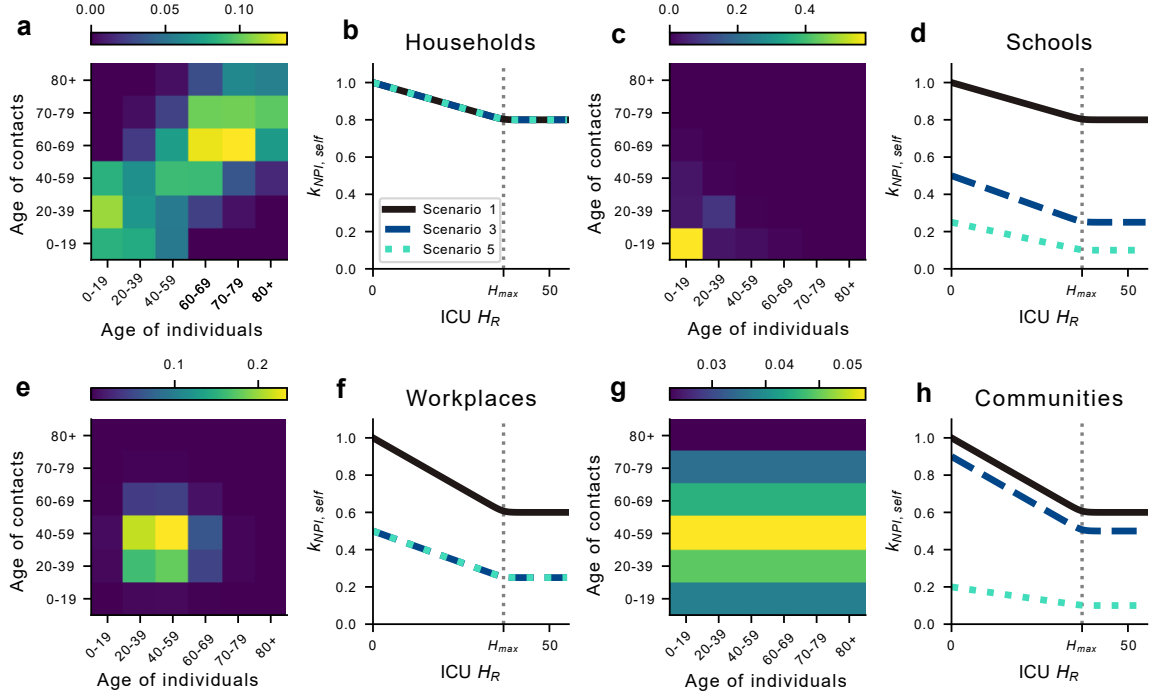 a
0.00 0.05 0.10
Age of contacts
80+
70-79
60-69
40-59
20-39
0-19
0-19 20-39 40-59 60-69 70-79 80+
Age of individuals
b
Households
k_NPI, self
1.0
0.8
0.6
0.4
0.2
0.0
Scenario 1
Scenario 3
Scenario 5
0 H_max 50
ICU H_R
c
0.0 0.2 0.4
Age of contacts
80+
70-79
60-69
40-59
20-39
0-19
0-19 20-39 40-59 60-69 70-79 80+
Age of individuals
d
Schools
k_NPI, self
1.0
0.8
0.6
0.4
0.2
0.0
0 H_max 50
ICU H_R
e
0.1 0.2
Age of contacts
80+
70-79
60-69
40-59
20-39
0-19
0-19 20-39 40-59 60-69 70-79 80+
Age of individuals
f
Workplaces
k_NPI, self
1.0
0.8
0.6
0.4
0.2
0.0
0 H_max 50
ICU H_R
g
0.03 0.04 0.05
Age of contacts
80+
70-79
60-69
40-59
20-39
0-19
0-19 20-39 40-59 60-69 70-79 80+
Age of individuals
h
Communities
k_NPI, self
1.0
0.8
0.6
0.4
0.2
0.0
0 H_max 50
ICU H_R